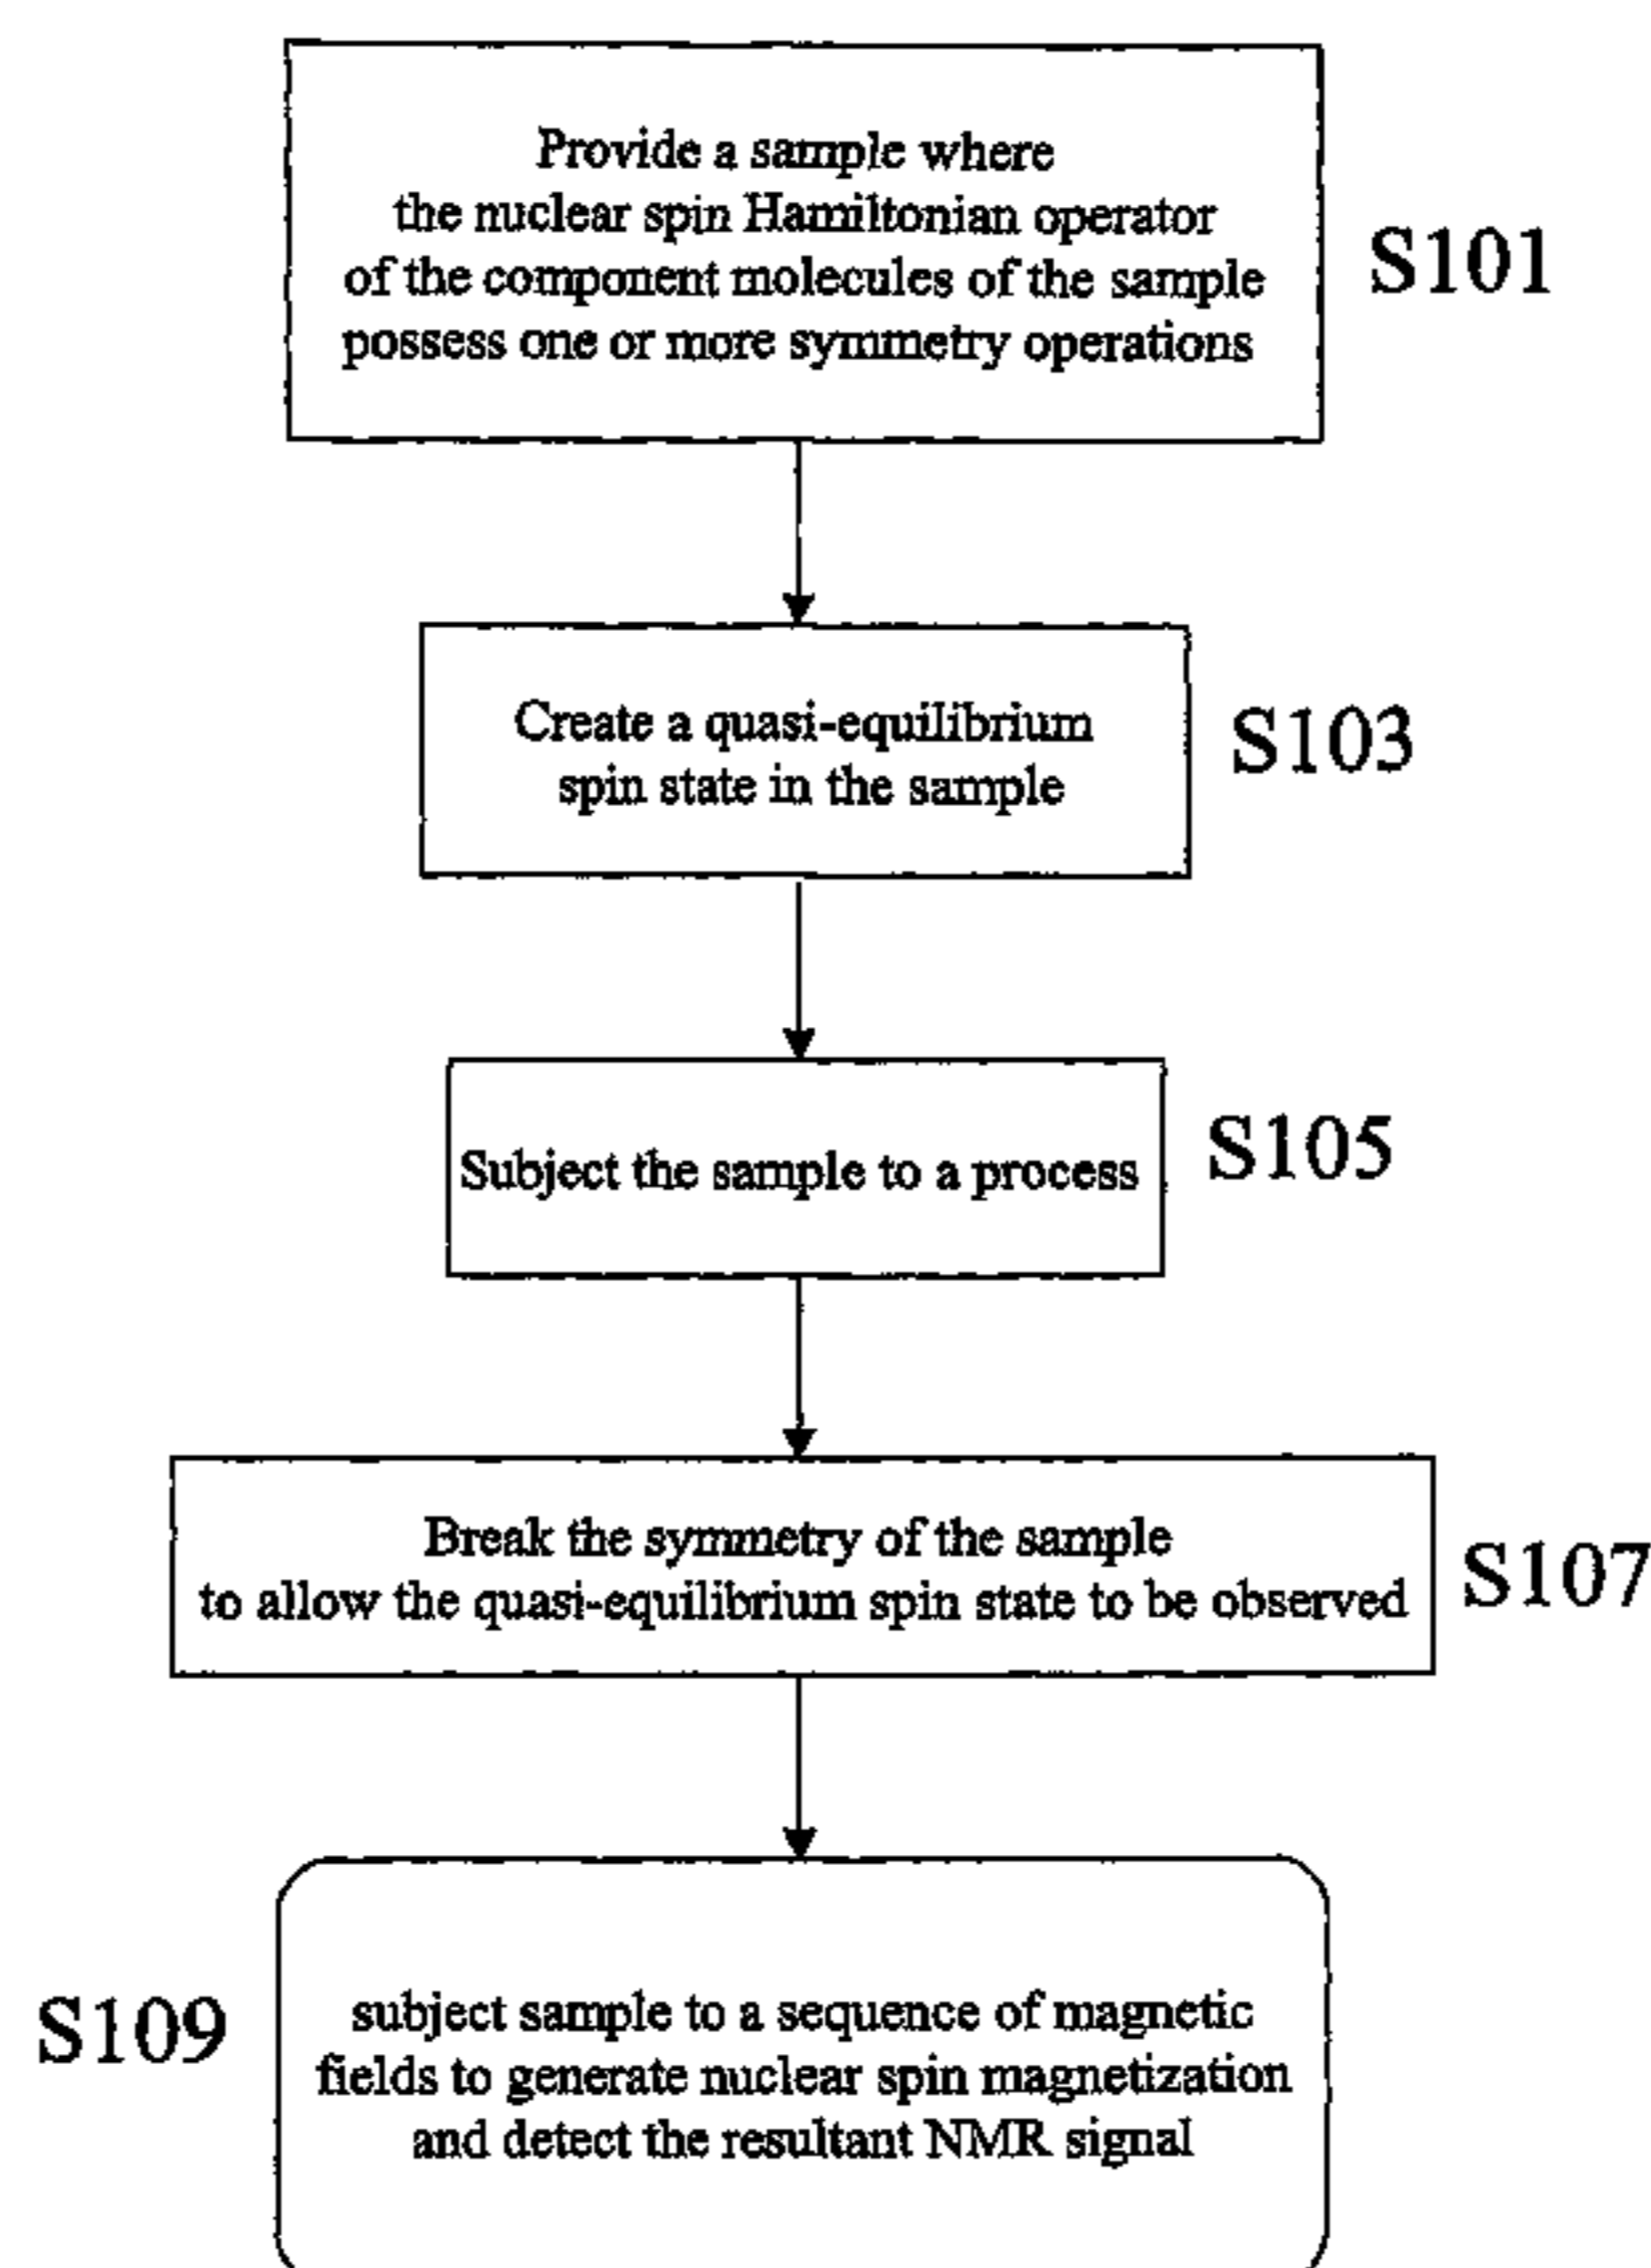 Provide a sample where
the nuclear spin Hamiltonian operator
of the component molecules of the sample
possess one or more symmetry operations
S101
Create a quasi-equilibrium
spin state in the sample
S103
Subject the sample to a process
S105
Break the symmetry of the sample
to allow the quasi-equilibrium spin state to be observed
S107
S109
subject sample to a sequence of magnetic
fields to generate nuclear spin magnetization
and detect the resultant NMR signal